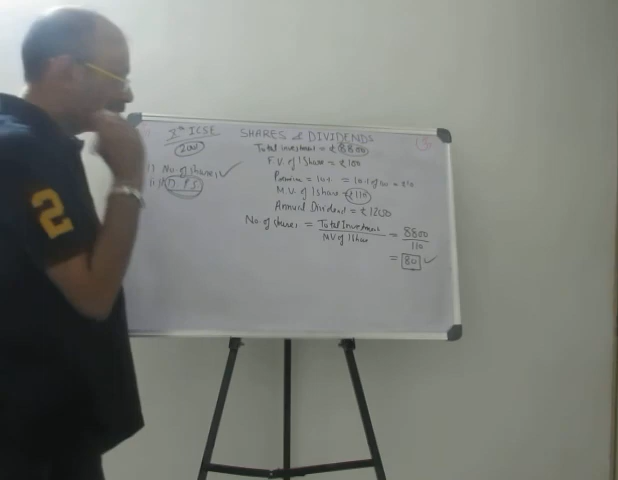 ICSE
200
SHARES & DIVIDENDS
Total investment = ₹ 8800
F.V. of 1 Share = ₹100
1) No of shares ✓
Premium = 10% = 10% of 100 = ₹10
M.V. of 1 share = ₹110
Annual Dividend = ₹1200
No of shares = Total Investment / MV of 1 Share = 8800 / 110
= 80 ✓
2